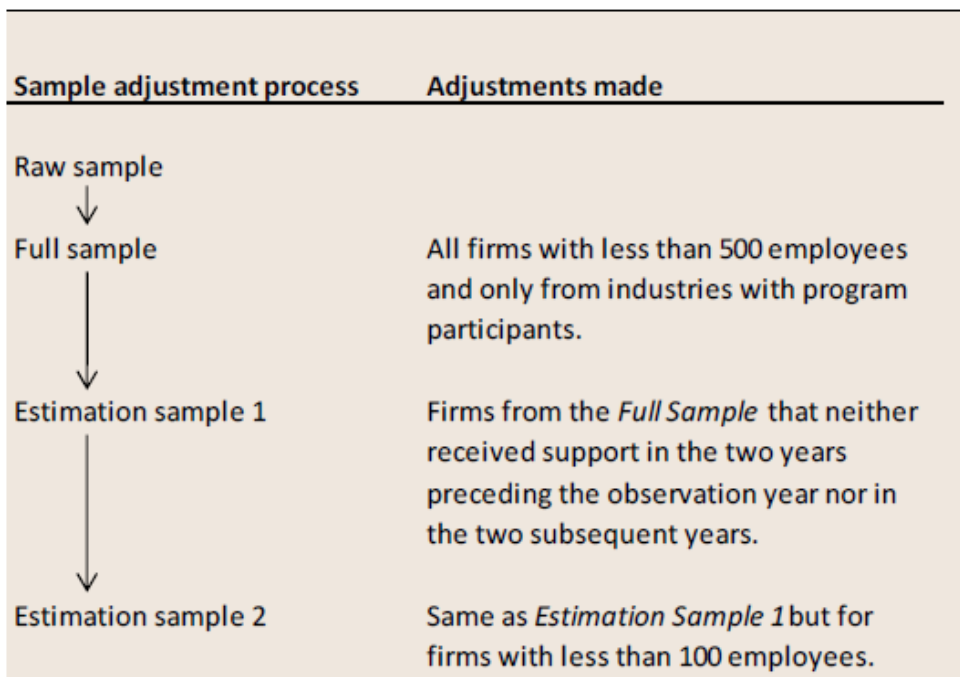 Sample adjustment process Adjustments made
Raw sample
Full sample All firms with less than 500 employees
and only from industries with program
participants.
Estimation sample 1 Firms from the Full Sample that neither
received support in the two years
preceding the observation year nor in
the two subsequent years.
Estimation sample 2 Same as Estimation Sample 1 but for
firms with less than 100 employees.